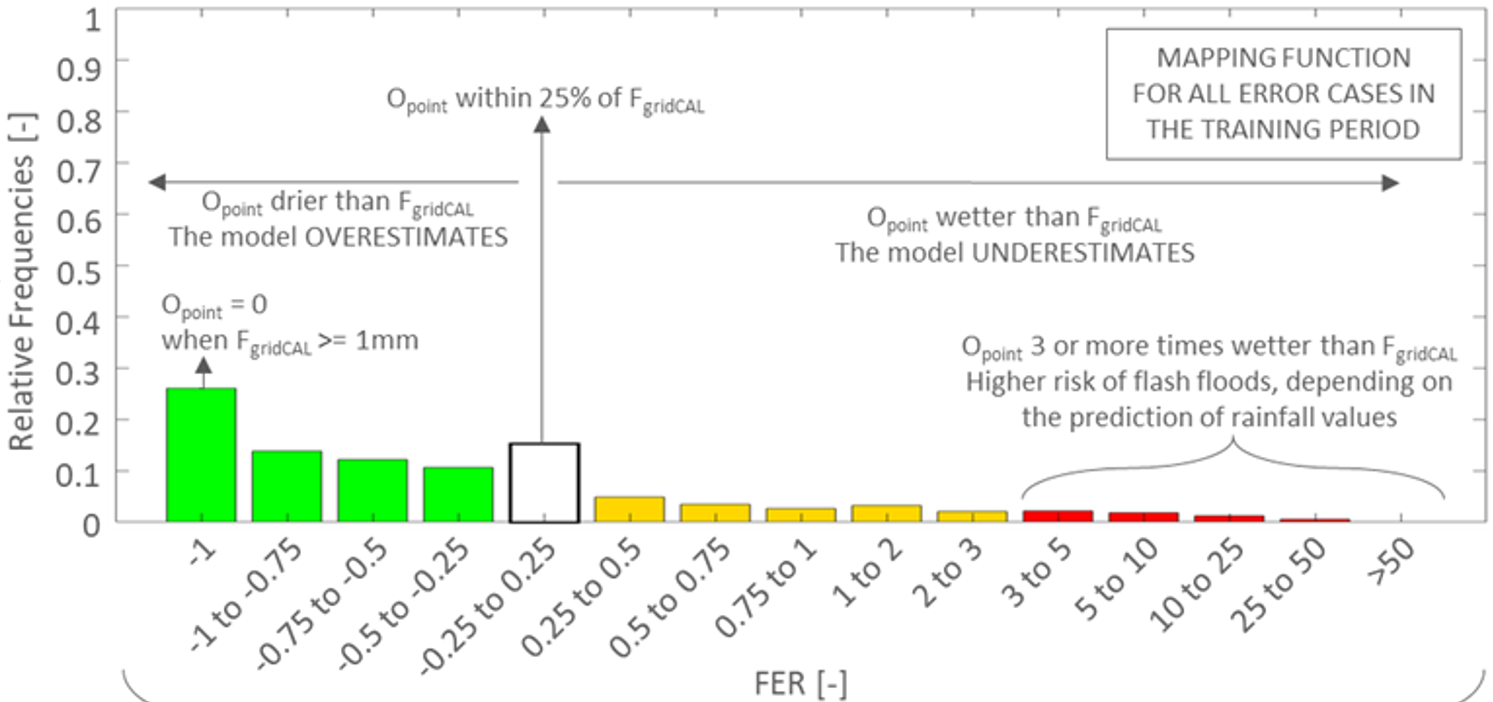 MAPPING FUNCTION
FOR ALL ERROR CASES IN
THE TRAINING PERIOD
Relative Frequencies [-]
1
0.9
0.8
0.7
0.6
0.5
0.4
0.3
0.2
0.1
0
Opoint within 25% of FgridCAL
Opoint drier than FgridCAL
The model OVERESTIMATES
Opoint wetter than FgridCAL
The model UNDERESTIMATES
Opoint = 0
when FgridCAL >= 1mm
Opoint 3 or more times wetter than FgridCAL
Higher risk of flash floods, depending on
the prediction of rainfall values
-1
-1 to -0.75
-0.75 to -0.5
-0.5 to -0.25
-0.25 to 0.25
0.25 to 0.5
0.5 to 0.75
0.75 to 1
1 to 2
2 to 3
3 to 5
5 to 10
10 to 25
25 to 50
>50
FER [-]